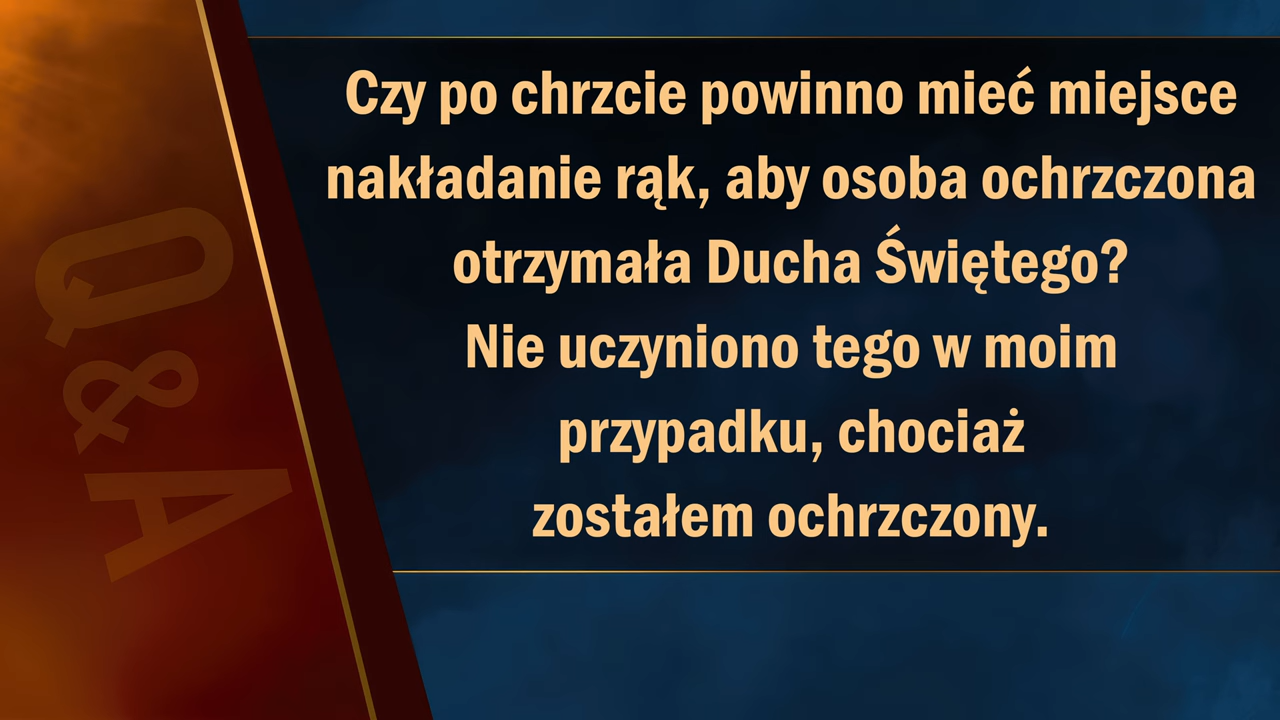 Q&A
Czy po chrzcie powinno mieć miejsce
nakładanie rąk, aby osoba ochrzczona
otrzymała Ducha Świętego?
Nie uczyniono tego w moim
przypadku, chociaż
zostałem ochrzczony.